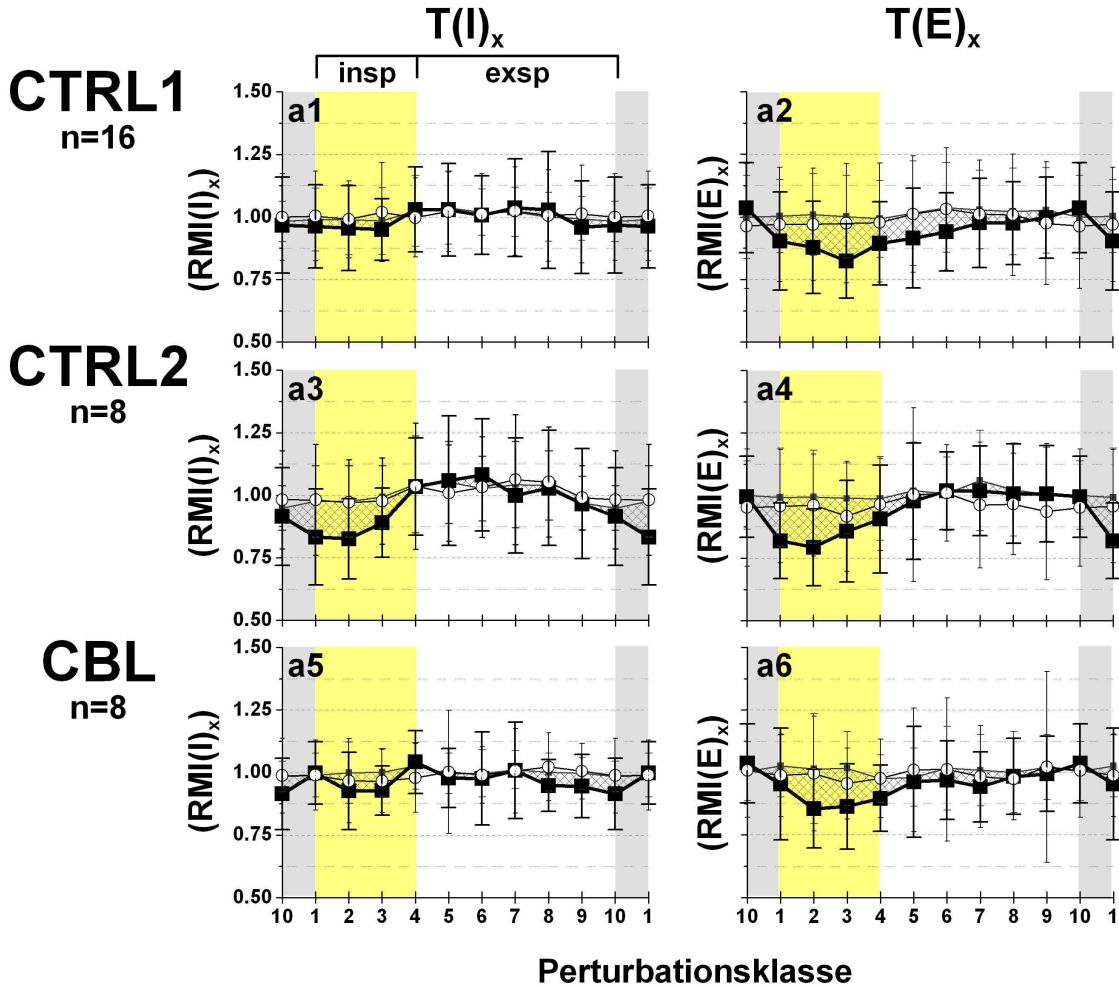 T(I)x T(E)x
insp exsp
CTRL1
n=16
a1 a2
(RMI(I)x)
(RMI(E)x)
1.50
1.25
1.00
0.75
0.50
CTRL2
n=8
a3 a4
(RMI(I)x)
(RMI(E)x)
1.50
1.25
1.00
0.75
0.50
CBL
n=8
a5 a6
(RMI(I)x)
(RMI(E)x)
1.50
1.25
1.00
0.75
0.50
10 1 2 3 4 5 6 7 8 9 10 1
10 1 2 3 4 5 6 7 8 9 10 1
Perturbationsklasse